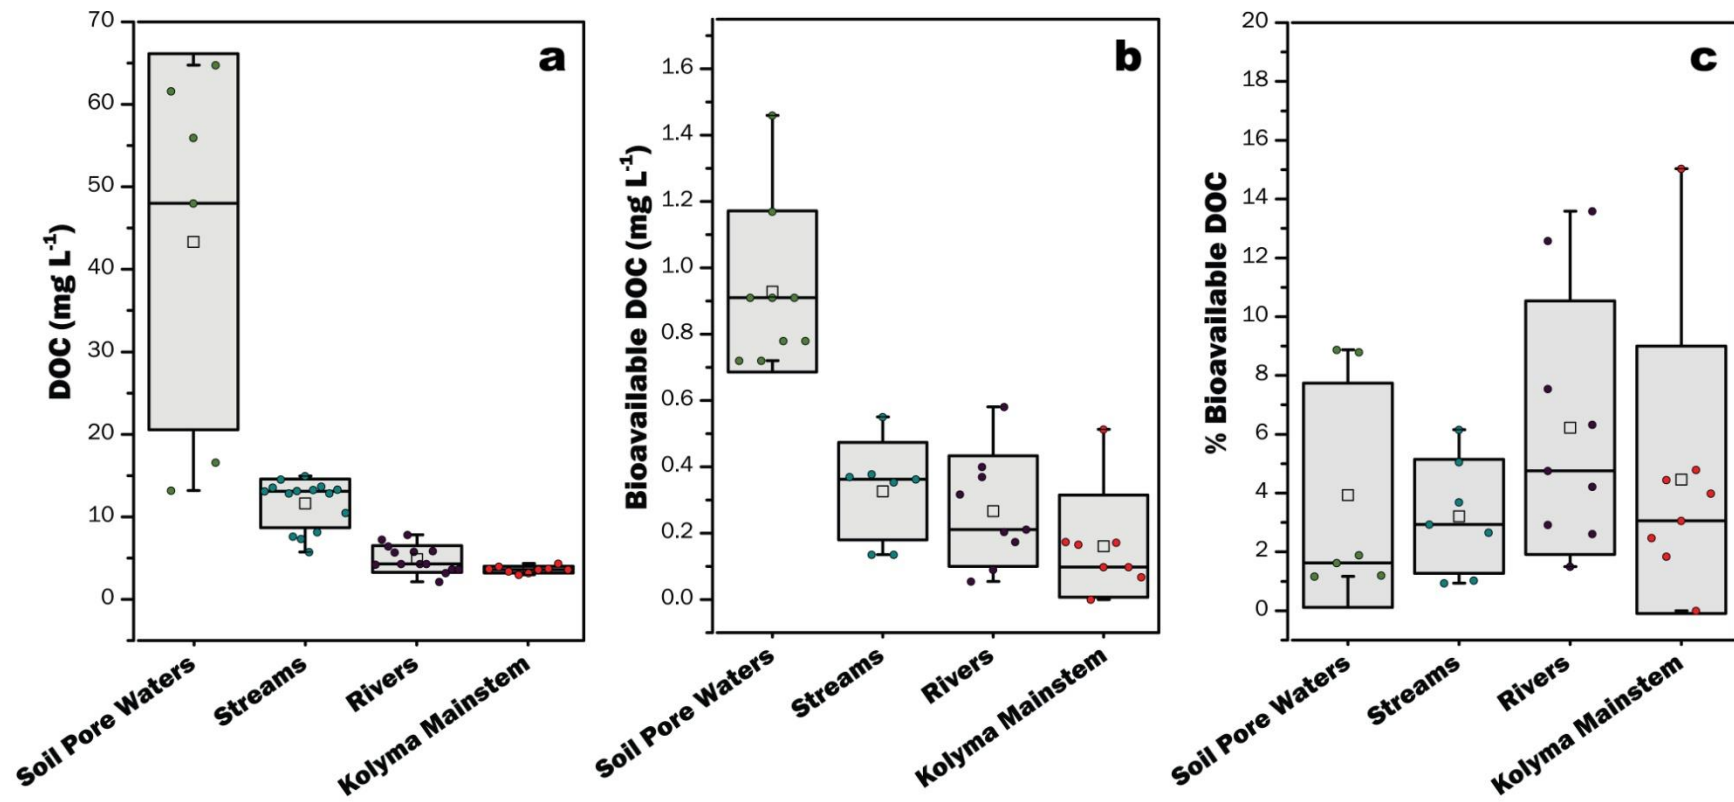 a
DOC (mg L-1)
70
60
50
40
30
20
10
0
Soil Pore Waters
Streams
Rivers
Kolyma Mainstem
b
Bioavailable DOC (mg L-1)
1.6
1.4
1.2
1.0
0.8
0.6
0.4
0.2
0.0
Soil Pore Waters
Streams
Rivers
Kolyma Mainstem
c
% Bioavailable DOC
20
18
16
14
12
10
8
6
4
2
0
Soil Pore Waters
Streams
Rivers
Kolyma Mainstem